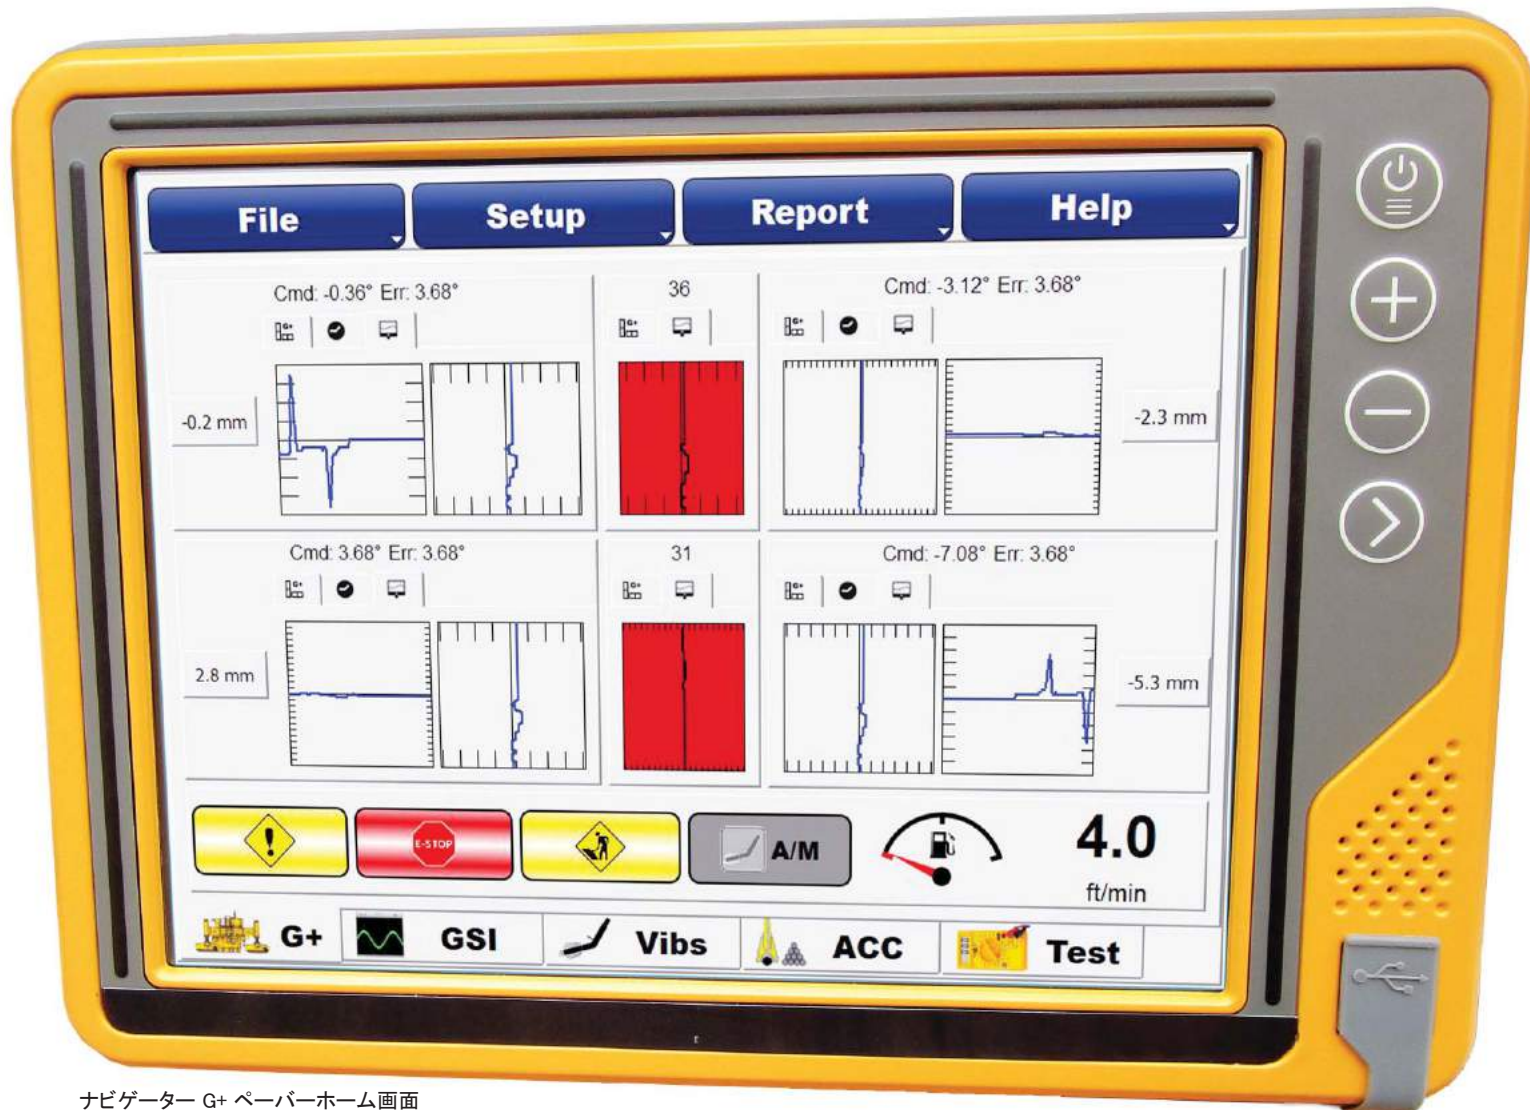 File
Setup
Report
Help
Cmd: -0.36° Err: 3.68°
36
Cmd: -3.12° Err: 3.68°
G+
G+
G+
-0.2 mm
-2.3 mm
Cmd: 3.68° Err: 3.68°
31
Cmd: -7.08° Err: 3.68°
G+
G+
G+
2.8 mm
-5.3 mm
!
E-STOP
A/M
4.0
ft/min
G+
GSI
Vibs
ACC
Test
ナビゲーター G+ ペーバーホーム画面